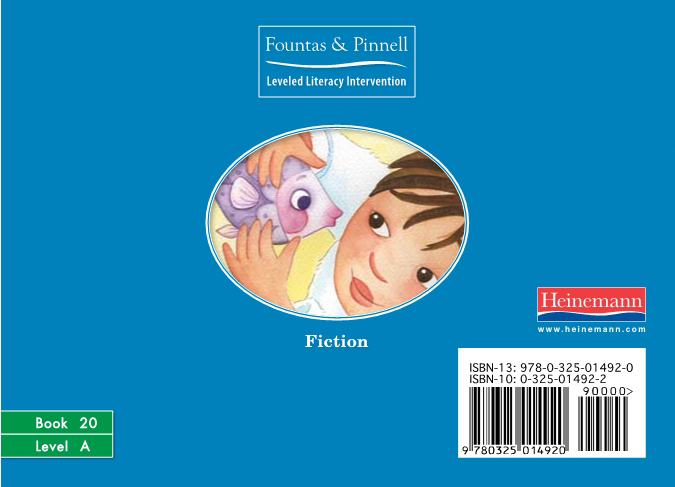 Fountas & Pinnell
Leveled Literacy Intervention
Fiction
Heinemann
www.heinemann.com
ISBN-13: 978-0-325-01492-0
ISBN-10: 0-325-01492-2
90000>
9 780325 014920
Book 20
Level A